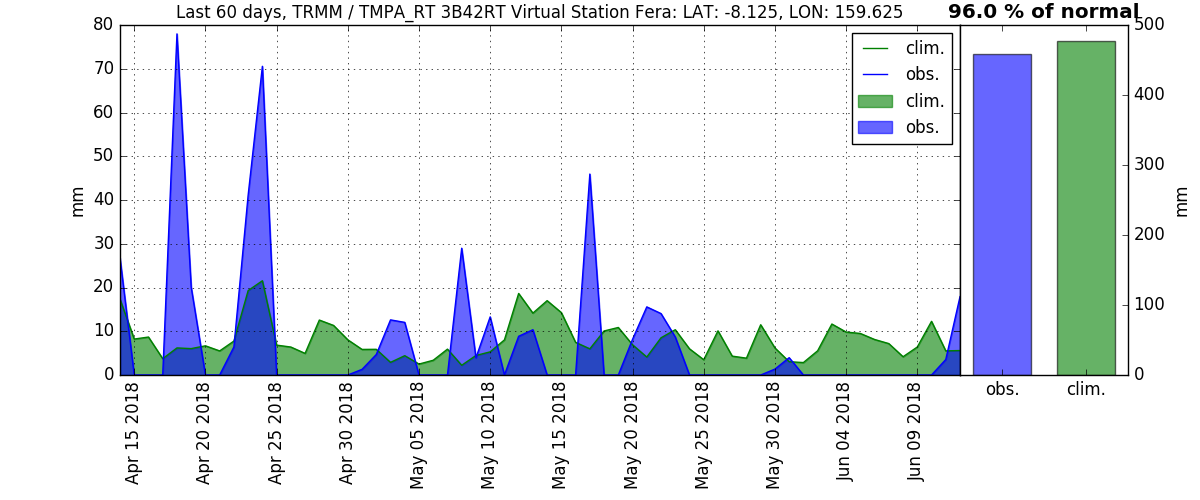 Last 60 days, TRMM / TMPA_RT 3B42RT Virtual Station Fera: LAT: -8.125, LON: 159.625
96.0 % of normal
80
70
60
50
40
30
20
10
0
mm
clim.
obs.
clim.
obs.
Apr 15 2018
Apr 20 2018
Apr 25 2018
Apr 30 2018
May 05 2018
May 10 2018
May 15 2018
May 20 2018
May 25 2018
May 30 2018
Jun 04 2018
Jun 09 2018
500
400
300
200
100
0
mm
obs.
clim.